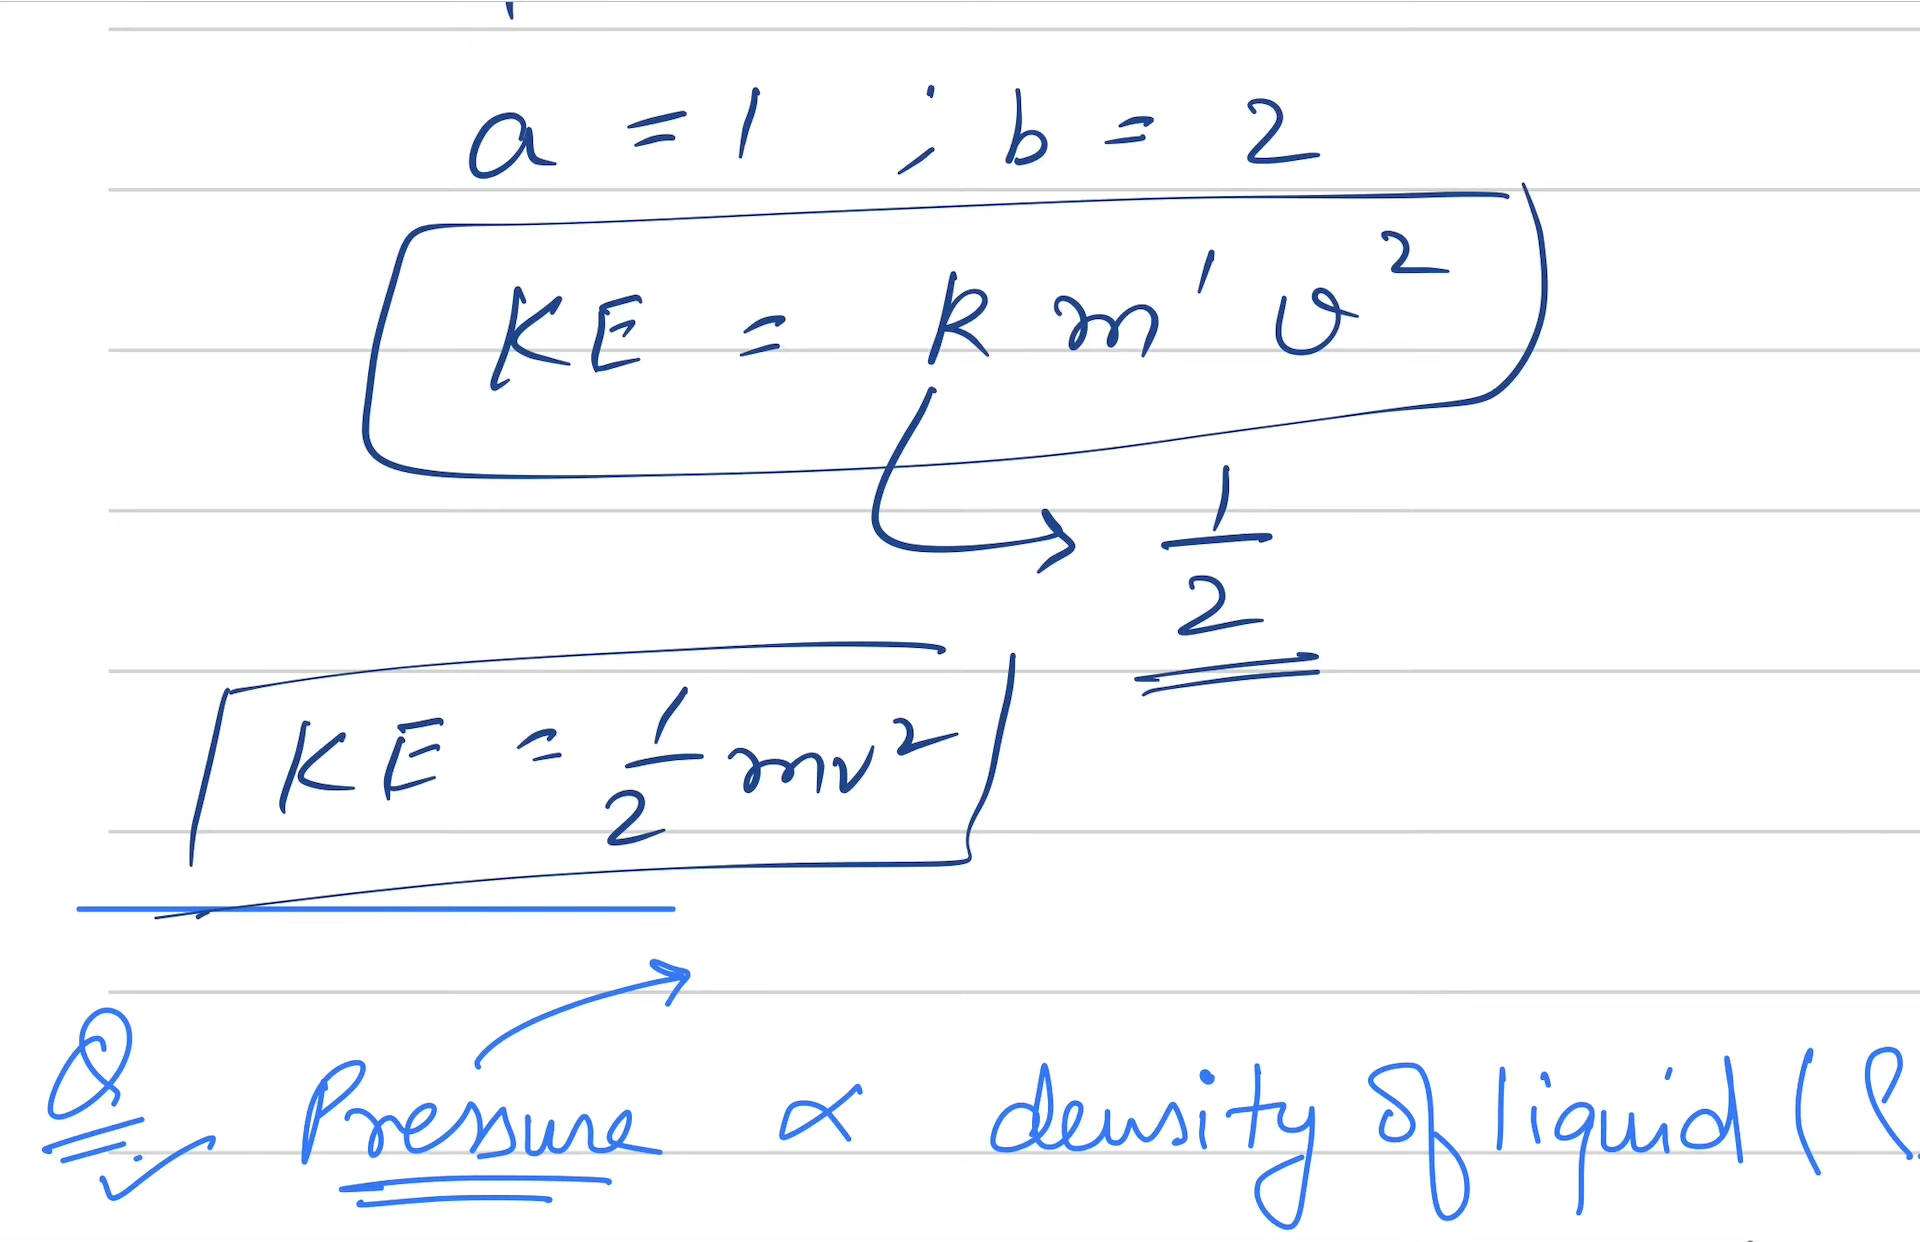 a = 1 ; b = 2
KE = k m¹ v²
1/2
KE = 1/2 mv²
Q Pressure ∝ density of liquid (